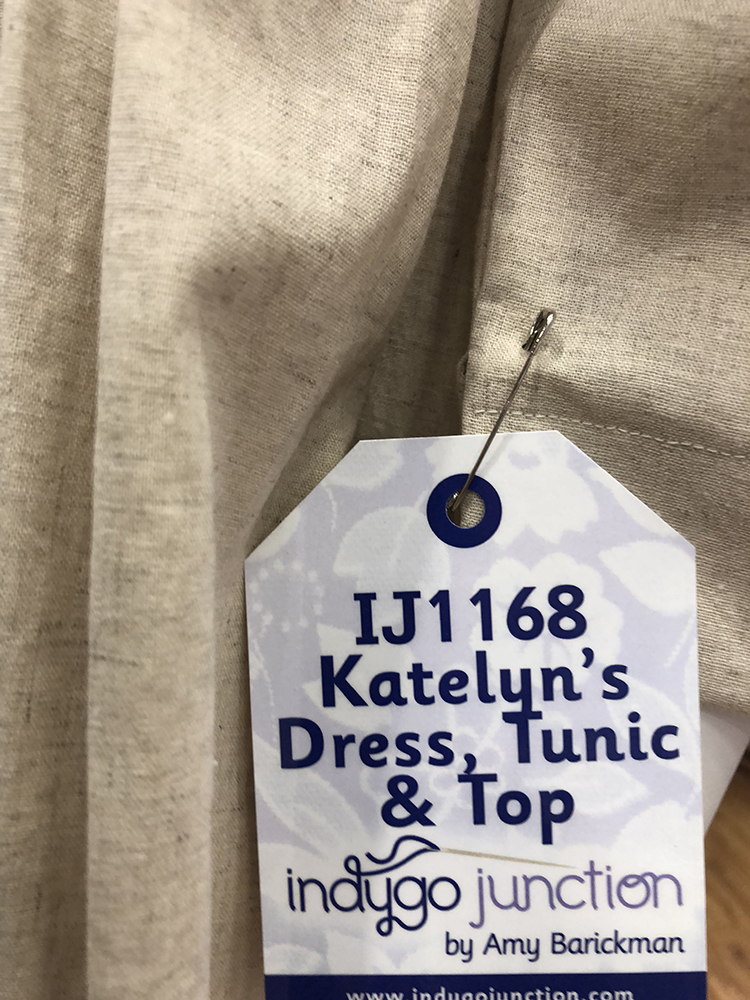 IJ1168
Katelyn's
Dress, Tunic
& Top
indygo junction
by Amy Barickman
www.indygojunction.com